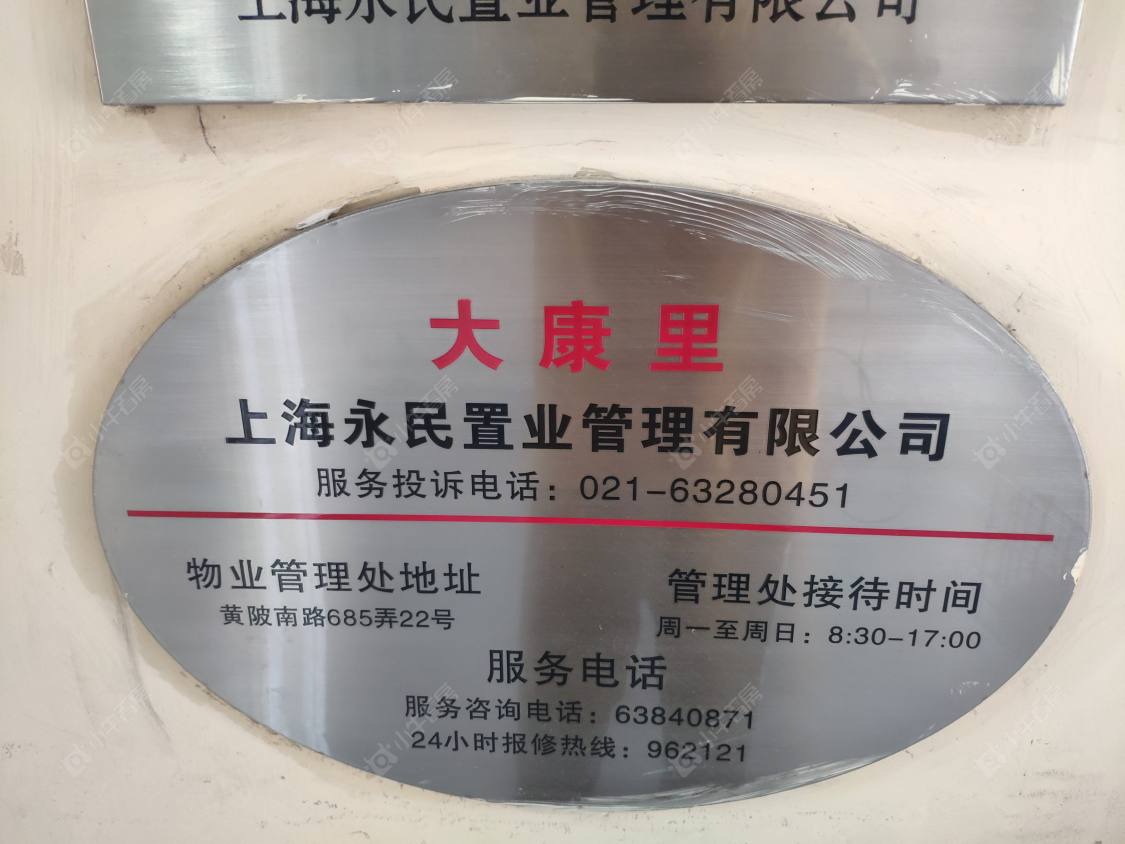 上海永民置业管理有限公司
大康里
上海永民置业管理有限公司
服务投诉电话：021-63280451
物业管理处地址
黄陂南路685弄22号
管理处接待时间
周一至周日：8:30-17:00
服务电话
服务咨询电话：63840871
24小时报修热线：962121